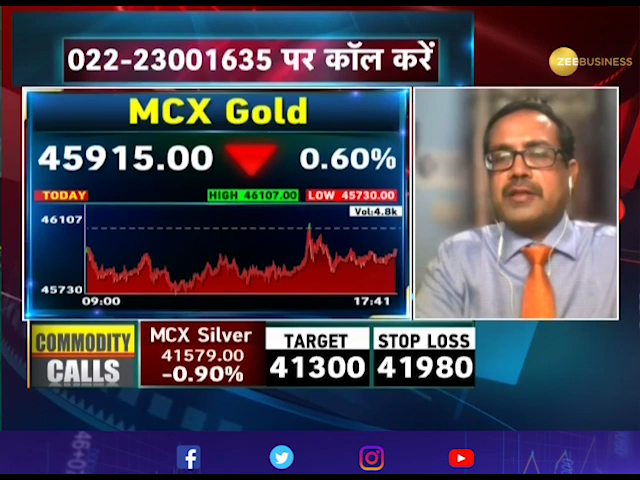 022-23001635 पर कॉल करें
ZEEBUSINESS
MCX Gold
45915.00 0.60%
TODAY HIGH 46107.00 LOW 45730.00
Vol:4.8k
46107
45730
09:00 17:41
COMMODITY CALLS
MCX Silver
41579.00
-0.90%
TARGET
41300
STOP LOSS
41980